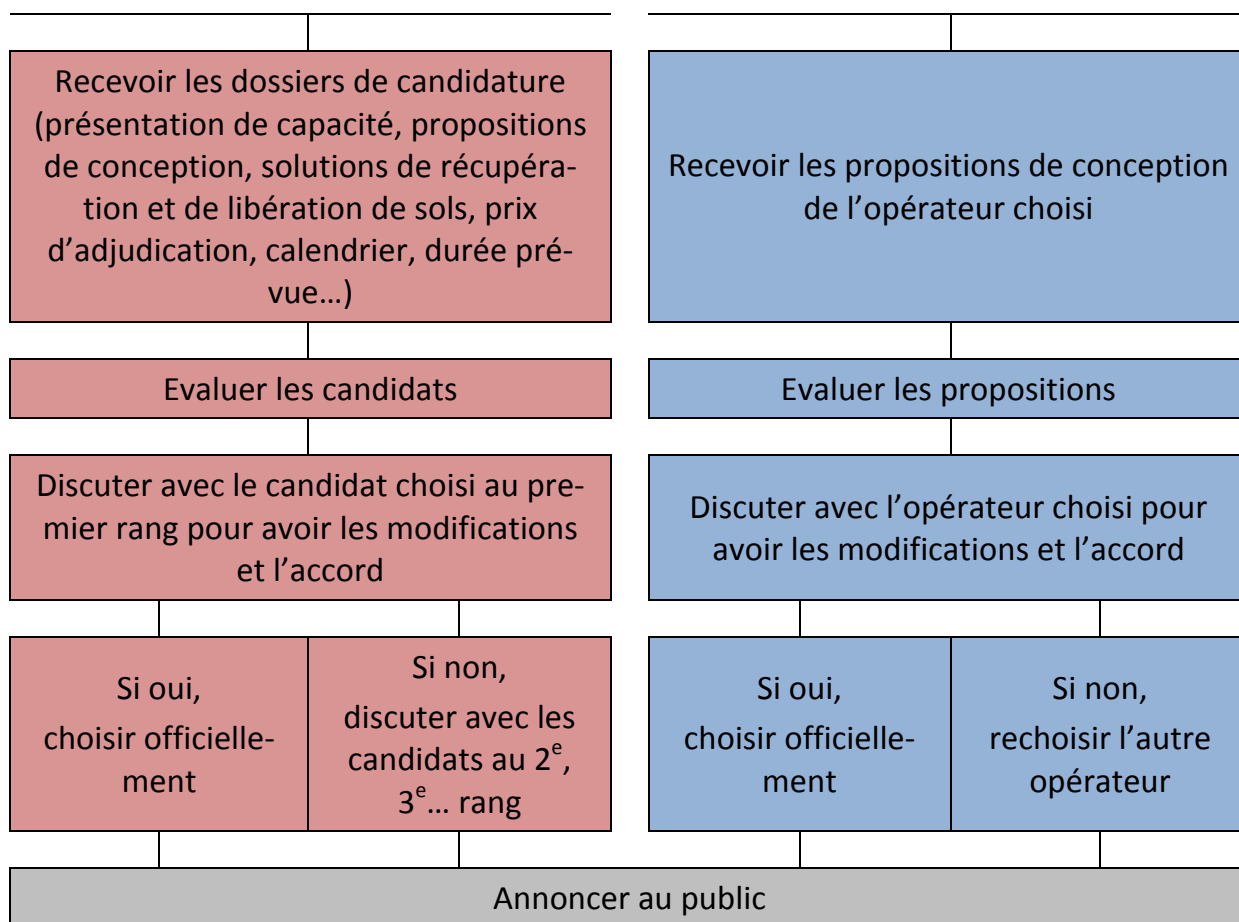 Recevoir les dossiers de candidature
(présentation de capacité, propositions
de conception, solutions de récupéra-
tion et de libération de sols, prix
d’adjudication, calendrier, durée pré-
vue…)
Recevoir les propositions de conception
de l’opérateur choisi
Evaluer les candidats
Evaluer les propositions
Discuter avec le candidat choisi au pre-
mier rang pour avoir les modifications
et l’accord
Discuter avec l’opérateur choisi pour
avoir les modifications et l’accord
Si oui,
choisir officielle-
ment
Si non,
discuter avec les
candidats au 2e,
3e… rang
Si oui,
choisir officielle-
ment
Si non,
rechoisir l’autre
opérateur
Annoncer au public